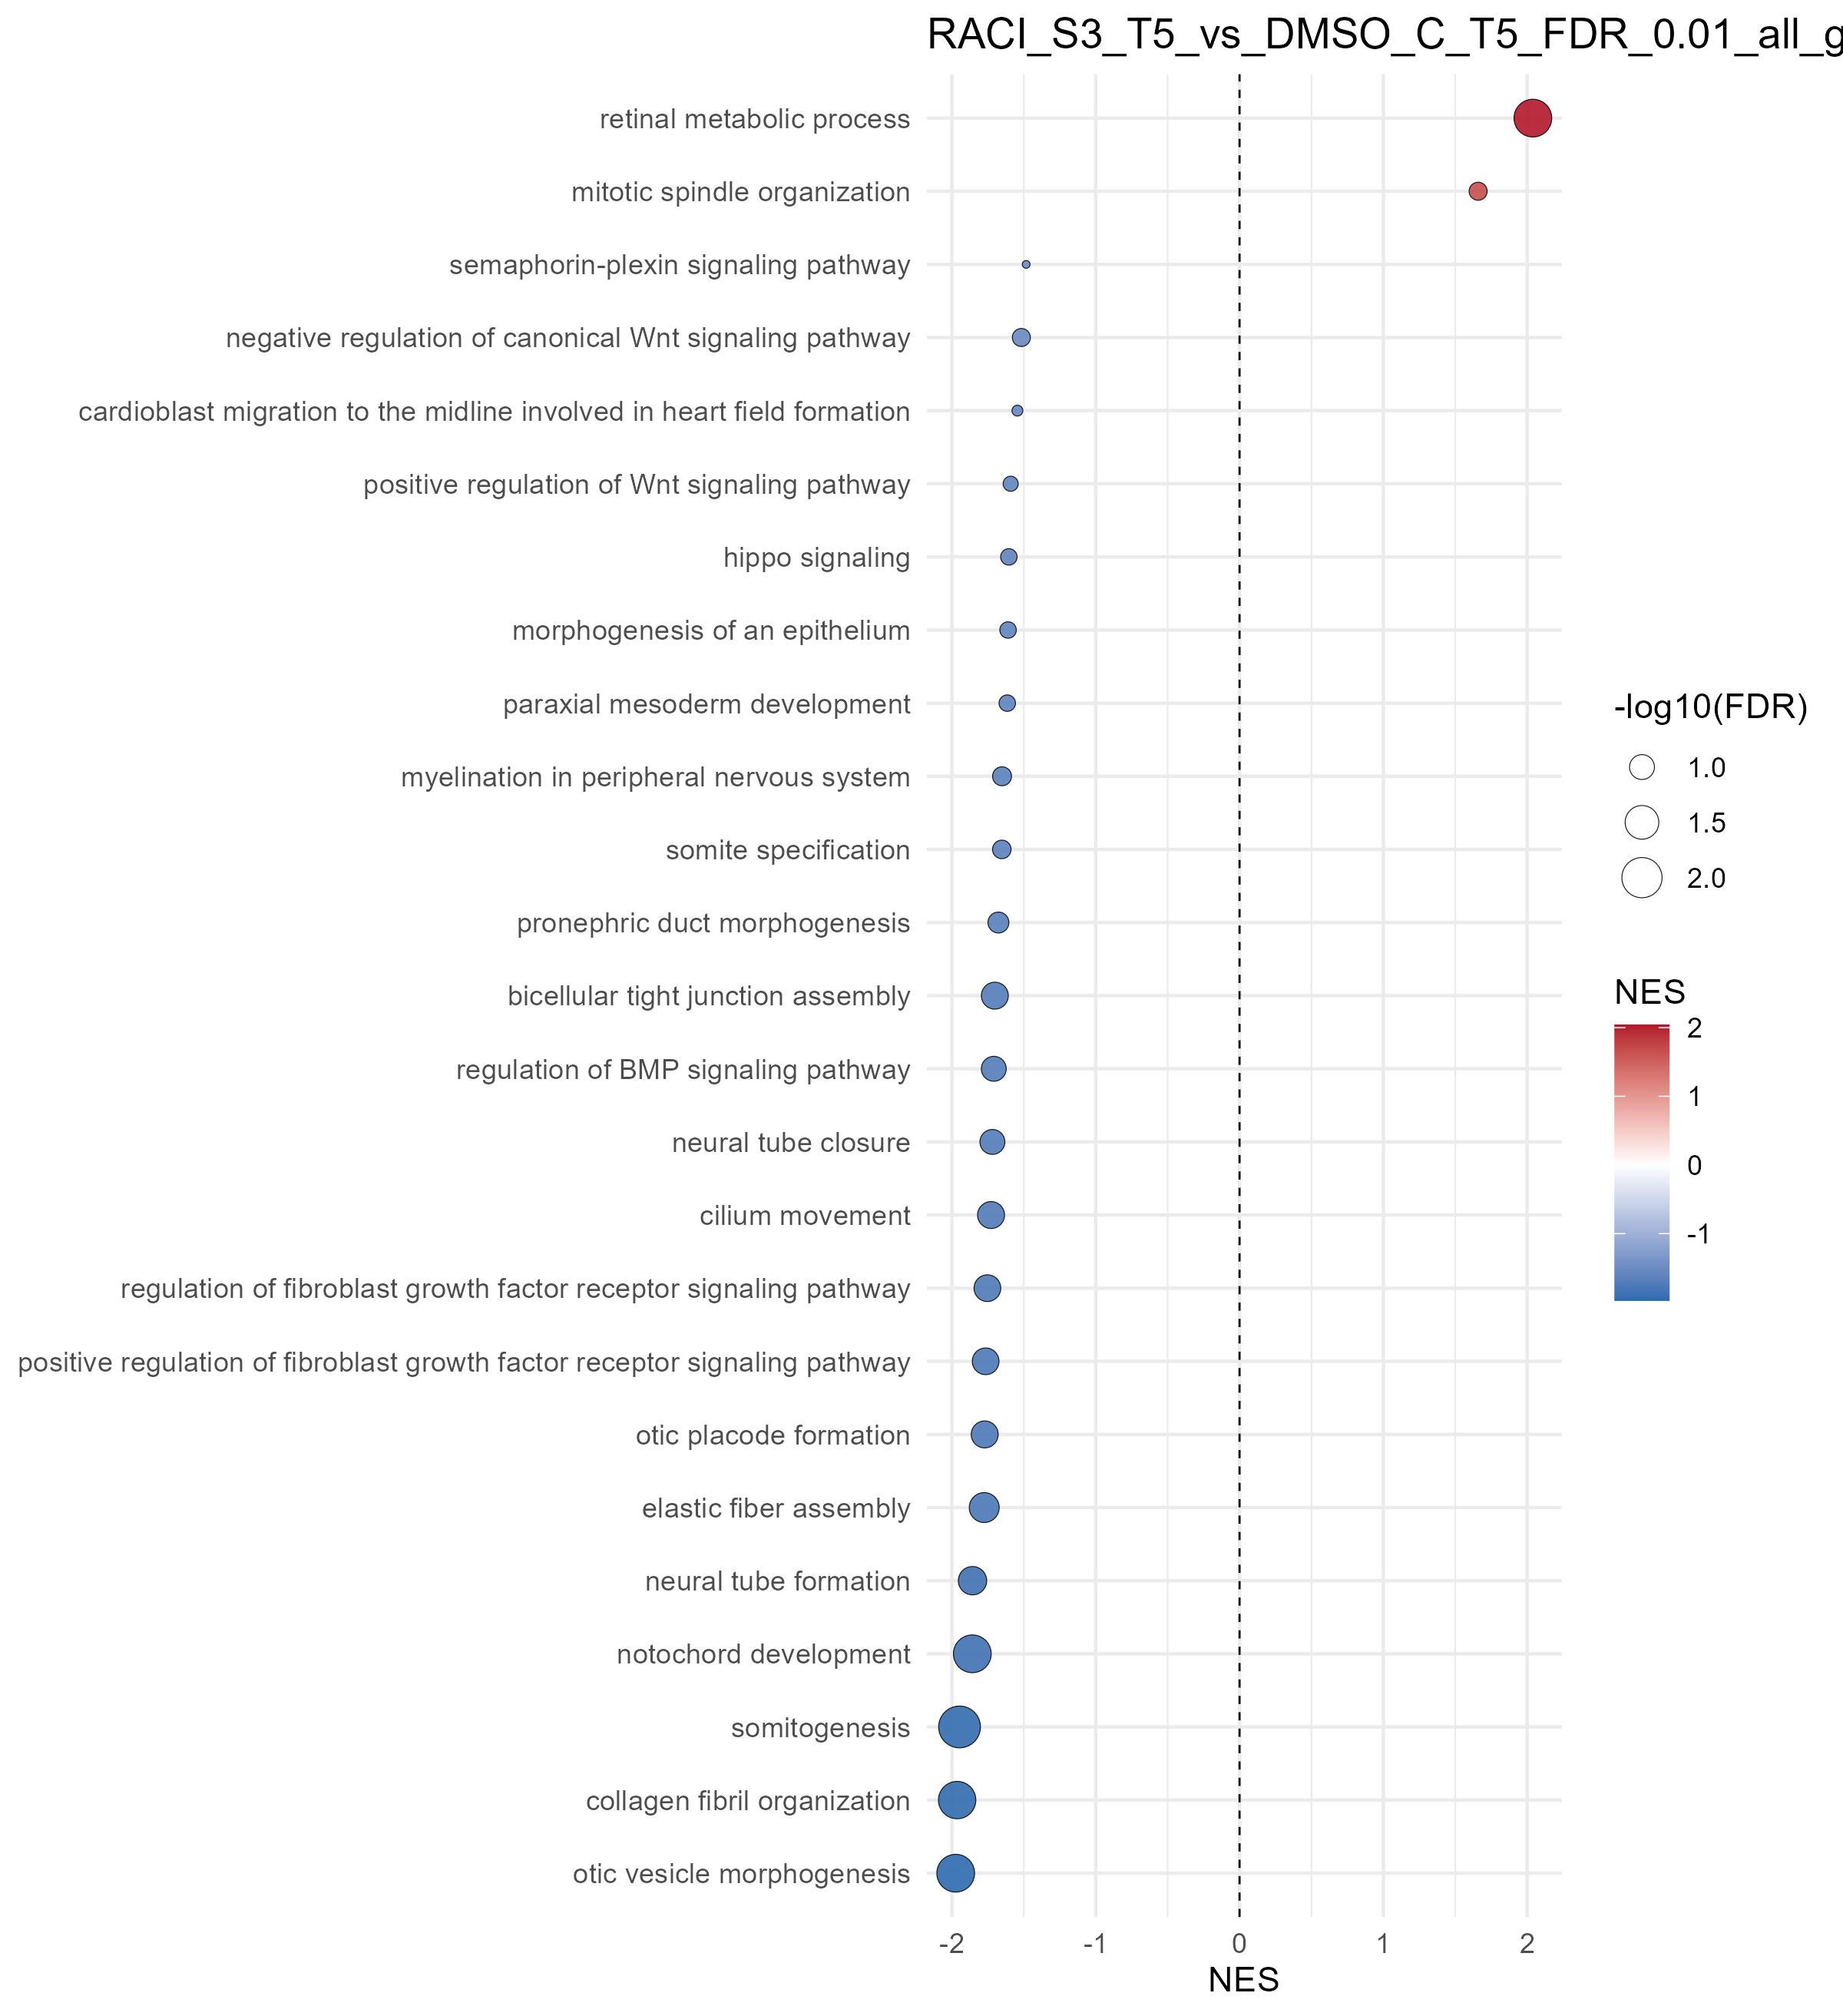 RACI_S3_T5_vs_DMSO_C_T5_FDR_0.01_all_g
retinal metabolic process
mitotic spindle organization
semaphorin-plexin signaling pathway
negative regulation of canonical Wnt signaling pathway
cardioblast migration to the midline involved in heart field formation
positive regulation of Wnt signaling pathway
hippo signaling
morphogenesis of an epithelium
paraxial mesoderm development
myelination in peripheral nervous system
somite specification
pronephric duct morphogenesis
bicellular tight junction assembly
regulation of BMP signaling pathway
neural tube closure
cilium movement
regulation of fibroblast growth factor receptor signaling pathway
positive regulation of fibroblast growth factor receptor signaling pathway
otic placode formation
elastic fiber assembly
neural tube formation
notochord development
somitogenesis
collagen fibril organization
otic vesicle morphogenesis
-2 -1 0 1 2
NES
-log10(FDR)
1.0
1.5
2.0
NES
2
1
0
-1